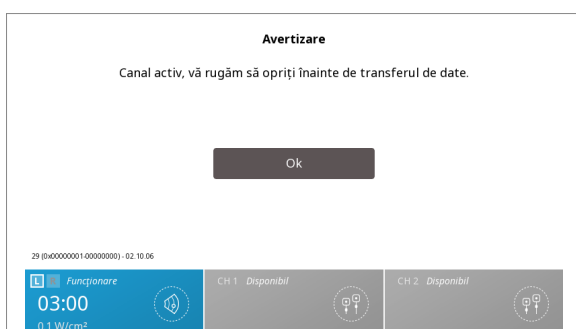 Avertizare
Canal activ, vă rugăm să opriți înainte de transferul de date.
Ok
29 (0x00000001-00000000) - 02.10.06
L Funcționare
CH 1 Disponibil
CH 2 Disponibil
03:00
0.1 W/cm²